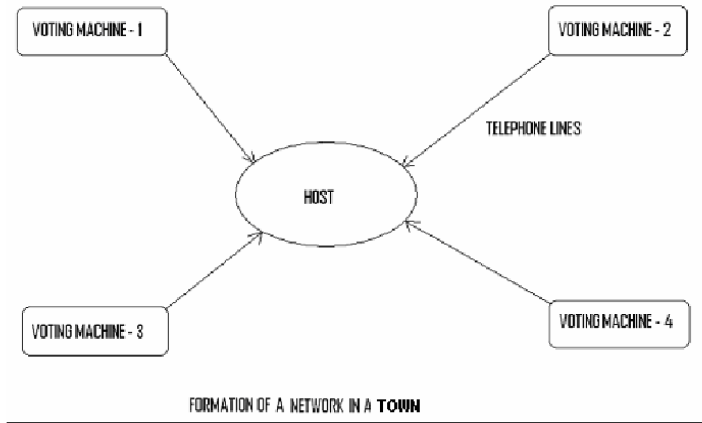 VOTING MACHINE - 1
VOTING MACHINE - 2
TELEPHONE LINES
HOST
VOTING MACHINE - 3
VOTING MACHINE - 4
FORMATION OF A NETWORK IN A TOWN